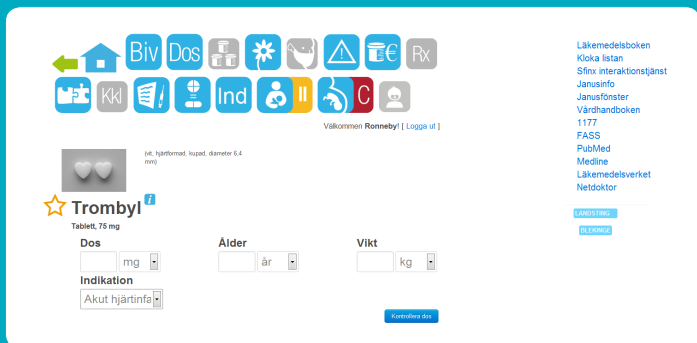 Biv Dos € Rx
Kkl Ind II C
Välkommen Ronneby! [ Logga ut ]
(vit, hjärtformad, kupad, diameter 6,4
mm)
Trombyl i
Tablett, 75 mg
Dos Ålder Vikt
mg år kg
Indikation
Akut hjärtinfa
Kontrollera dos
Läkemedelsboken
Kloka listan
Sfinx interaktionstjänst
Janusinfo
Janusfönster
Vårdhandboken
1177
FASS
PubMed
Medline
Läkemedelsverket
Netdoktor
LANDSTING
BLEKINGE